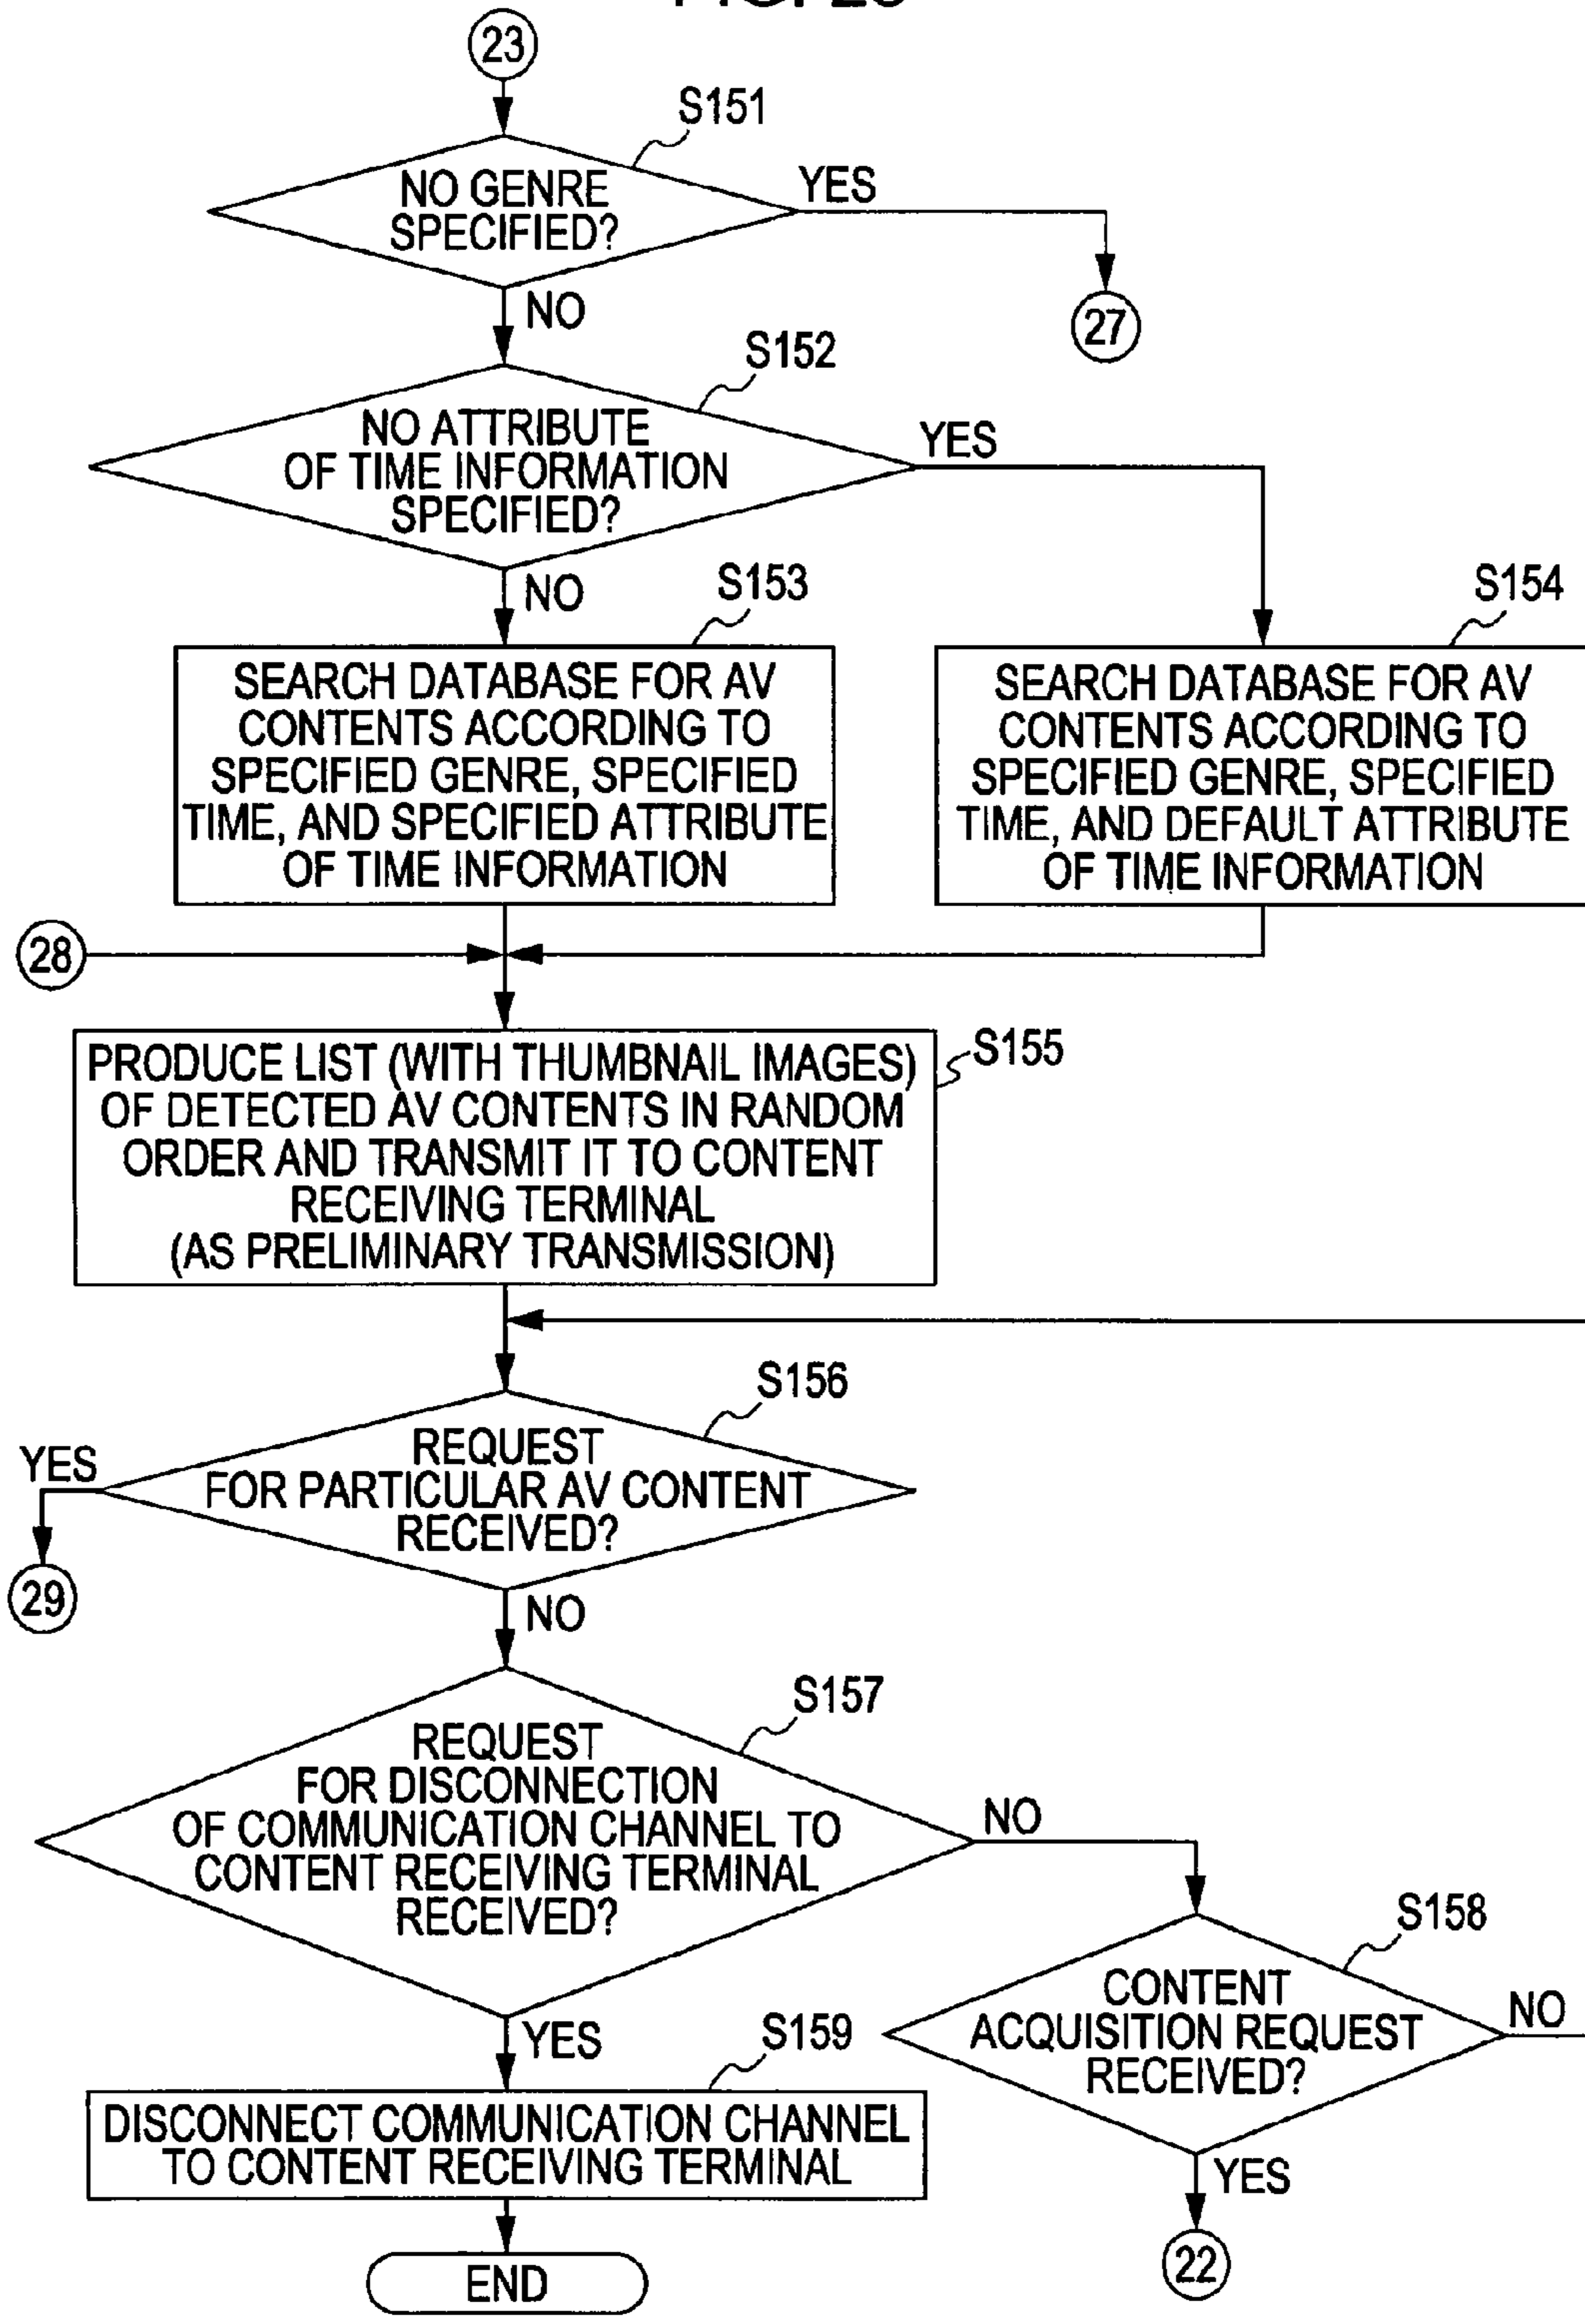 23
S151
NO GENRE
SPECIFIED?
YES
27
NO
S152
NO ATTRIBUTE
OF TIME INFORMATION
SPECIFIED?
YES
NO
S153
SEARCH DATABASE FOR AV
CONTENTS ACCORDING TO
SPECIFIED GENRE, SPECIFIED
TIME, AND SPECIFIED ATTRIBUTE
OF TIME INFORMATION
S154
SEARCH DATABASE FOR AV
CONTENTS ACCORDING TO
SPECIFIED GENRE, SPECIFIED
TIME, AND DEFAULT ATTRIBUTE
OF TIME INFORMATION
28
S155
PRODUCE LIST (WITH THUMBNAIL IMAGES)
OF DETECTED AV CONTENTS IN RANDOM
ORDER AND TRANSMIT IT TO CONTENT
RECEIVING TERMINAL
(AS PRELIMINARY TRANSMISSION)
S156
REQUEST
FOR PARTICULAR AV CONTENT
RECEIVED?
YES
29
NO
S157
REQUEST
FOR DISCONNECTION
OF COMMUNICATION CHANNEL TO
CONTENT RECEIVING TERMINAL
RECEIVED?
NO
S158
CONTENT
ACQUISITION REQUEST
RECEIVED?
NO
YES
22
YES
S159
DISCONNECT COMMUNICATION CHANNEL
TO CONTENT RECEIVING TERMINAL
END